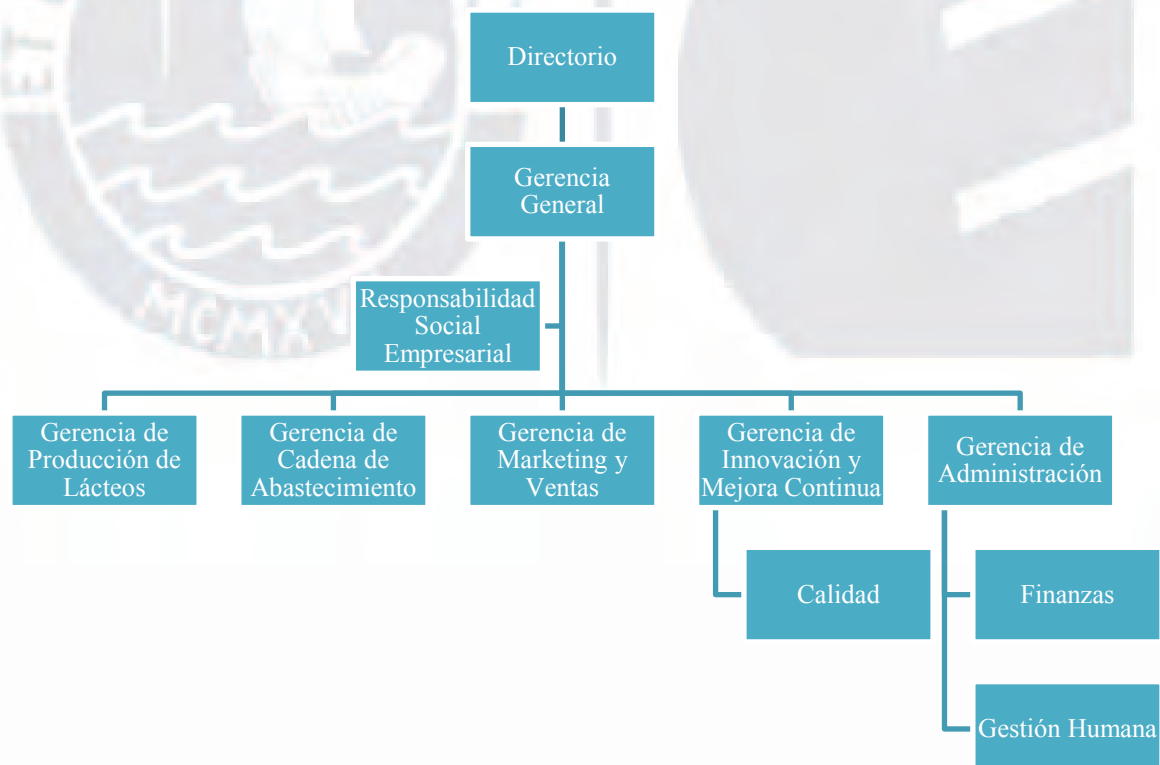 Directorio
Gerencia
General
Responsabilidad
Social
Empresarial
Gerencia de
Producción de
Lácteos
Gerencia de
Cadena de
Abastecimiento
Gerencia de
Marketing y
Ventas
Gerencia de
Innovación y
Mejora Continua
Gerencia de
Administración
Calidad
Finanzas
Gestión Humana